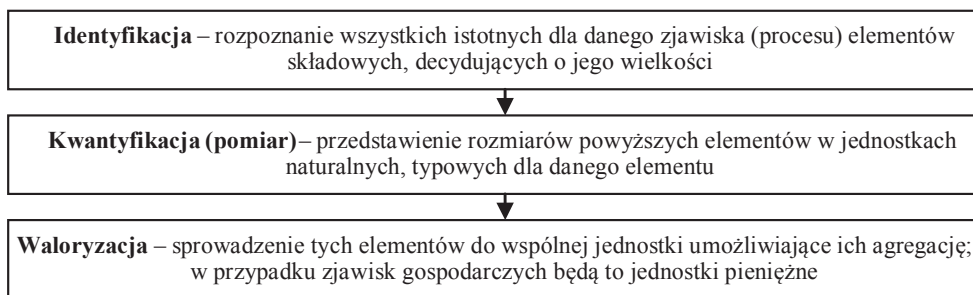 Identyfikacja – rozpoznanie wszystkich istotnych dla danego zjawiska (procesu) elementów
składowych, decydujących o jego wielkości
Kwantyfikacja (pomiar)– przedstawienie rozmiarów powyższych elementów w jednostkach
naturalnych, typowych dla danego elementu
Waloryzacja – sprowadzenie tych elementów do wspólnej jednostki umożliwiające ich agregację;
w przypadku zjawisk gospodarczych będą to jednostki pieniężne